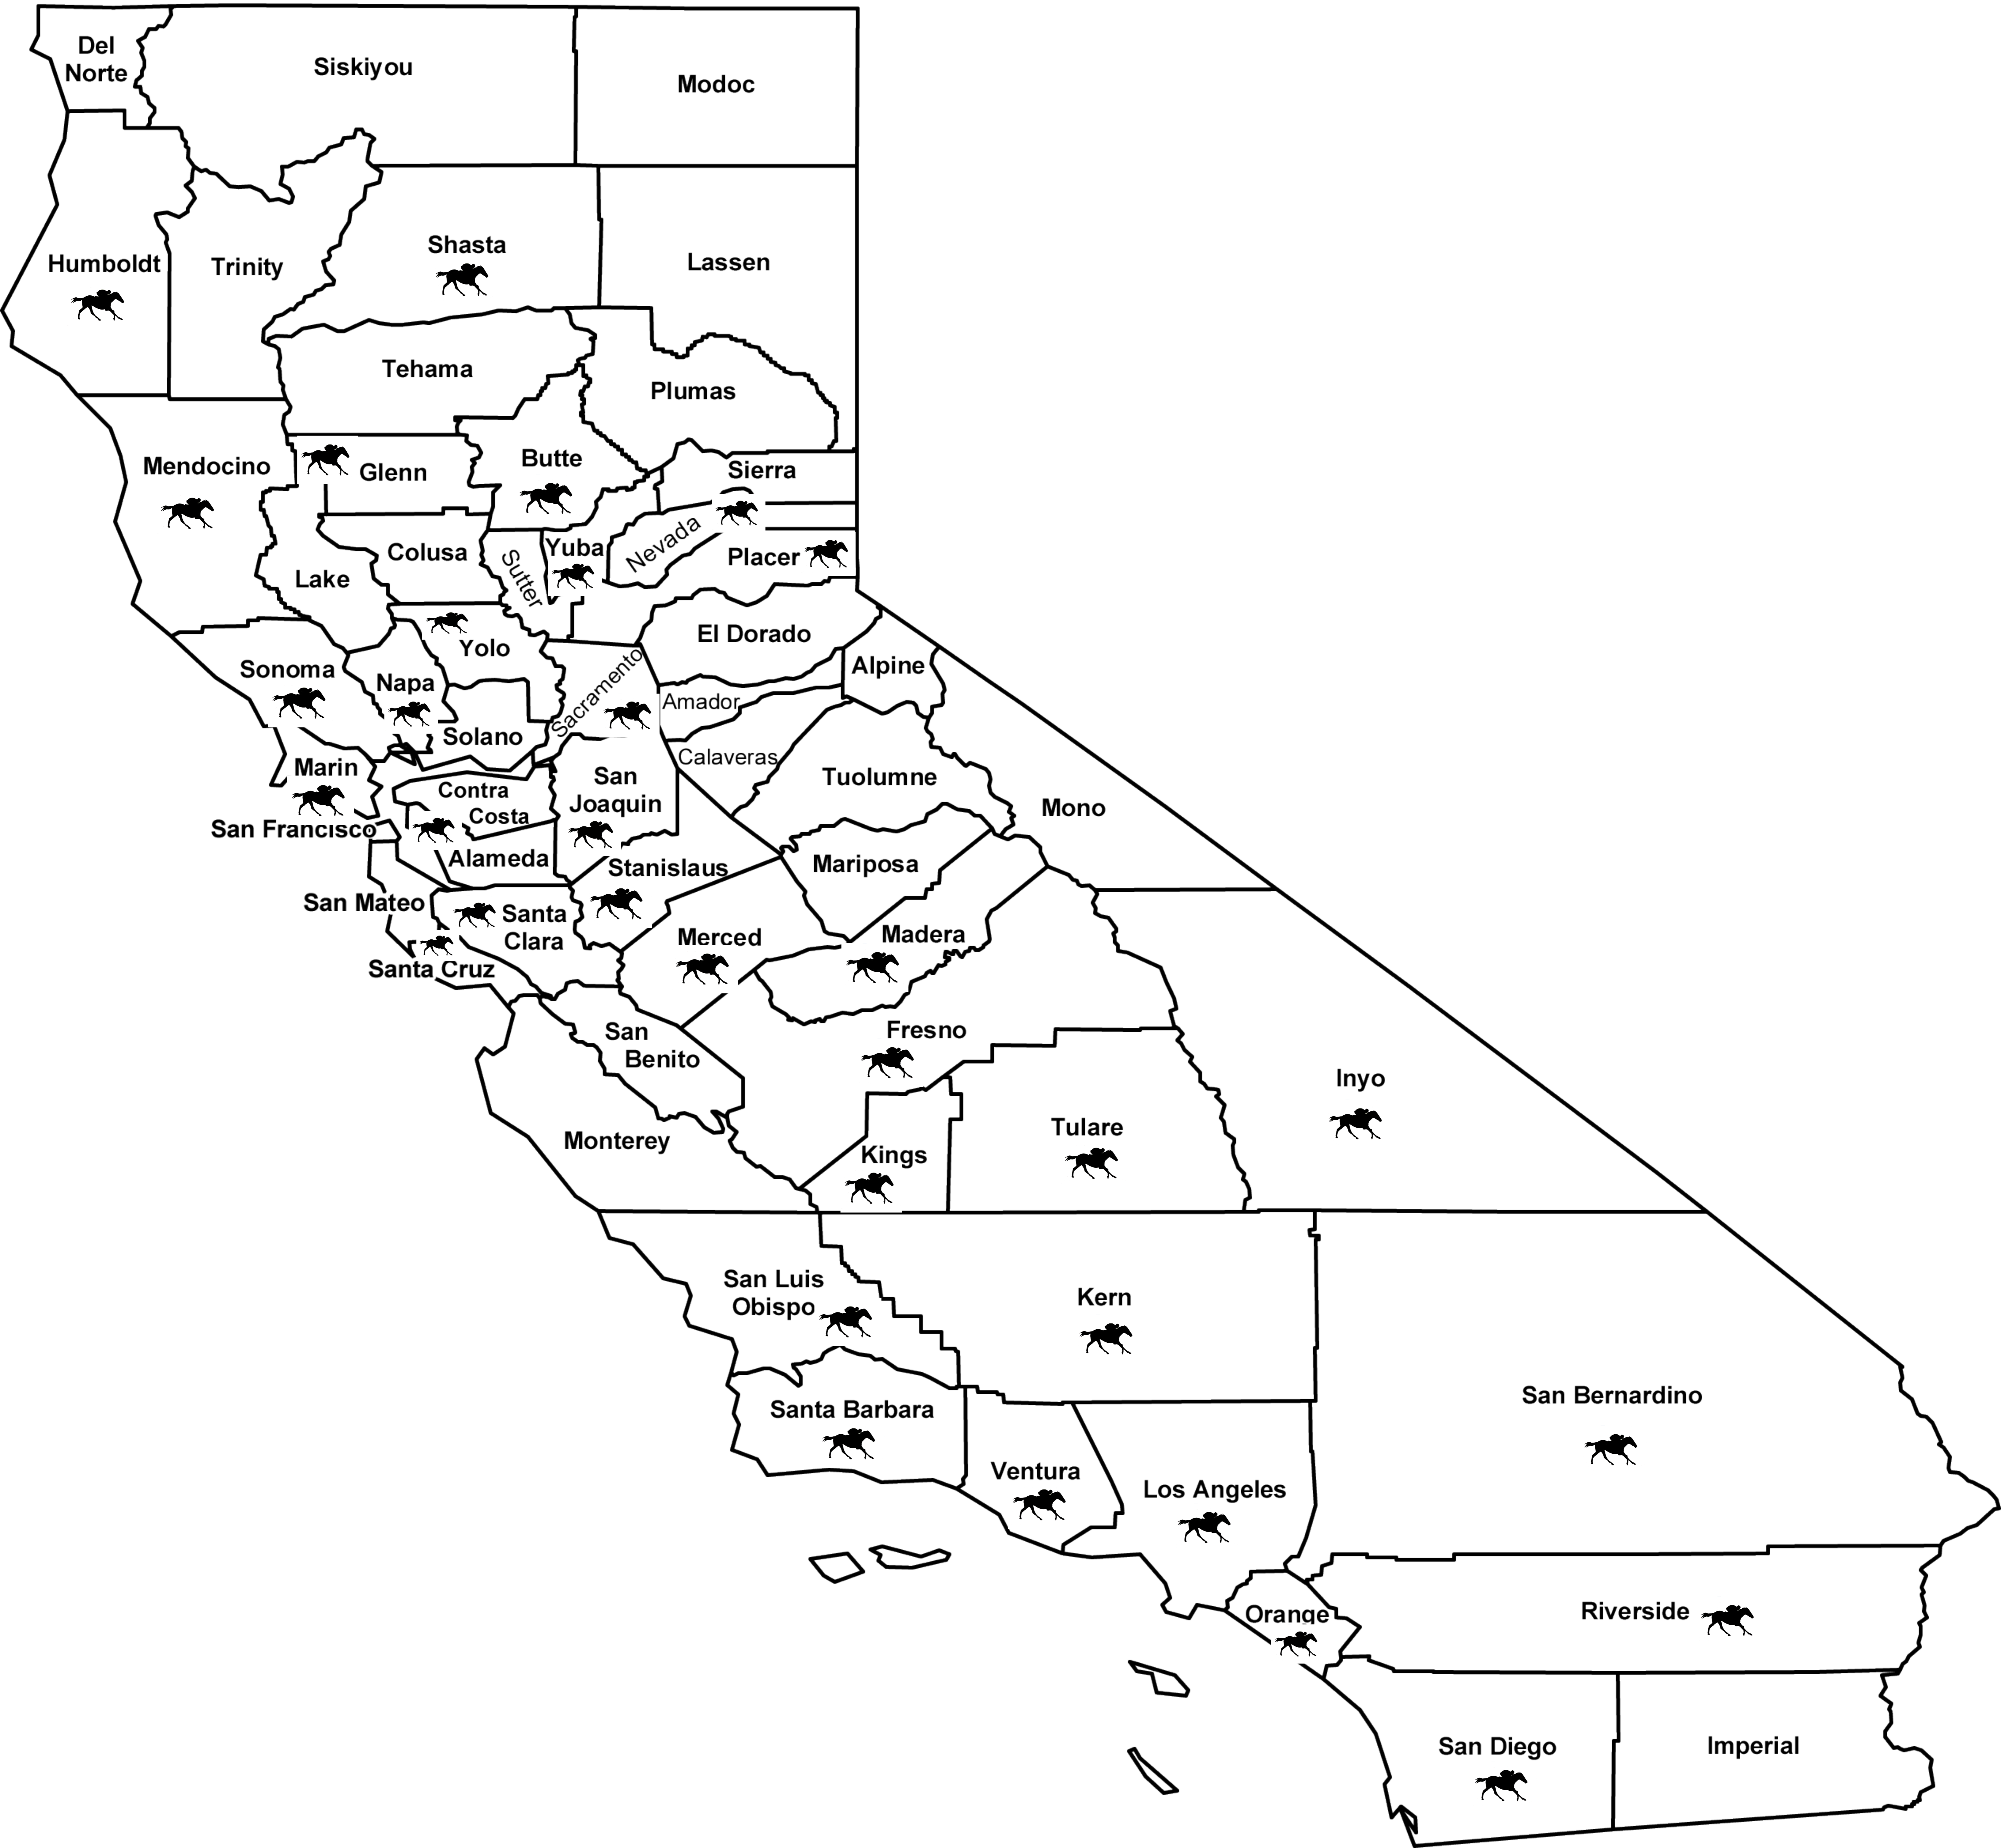 Del
Norte
Siskiyou
Modoc
Humboldt
Trinity
Shasta
Lassen
Tehama
Plumas
Mendocino
Glenn
Butte
Sierra
Lake
Colusa
Sutter
Yuba
Nevada
Placer
Sonoma
Napa
Yolo
Solano
Sacramento
El Dorado
Amador
Alpine
Calaveras
Marin
San Francisco
Contra
Costa
Alameda
San
Joaquin
Stanislaus
Tuolumne
Mono
Mariposa
San Mateo
Santa
Clara
Santa Cruz
Merced
Madera
San
Benito
Fresno
Monterey
Kings
Tulare
Inyo
San Luis
Obispo
Kern
San Bernardino
Santa Barbara
Ventura
Los Angeles
Orange
Riverside
San Diego
Imperial